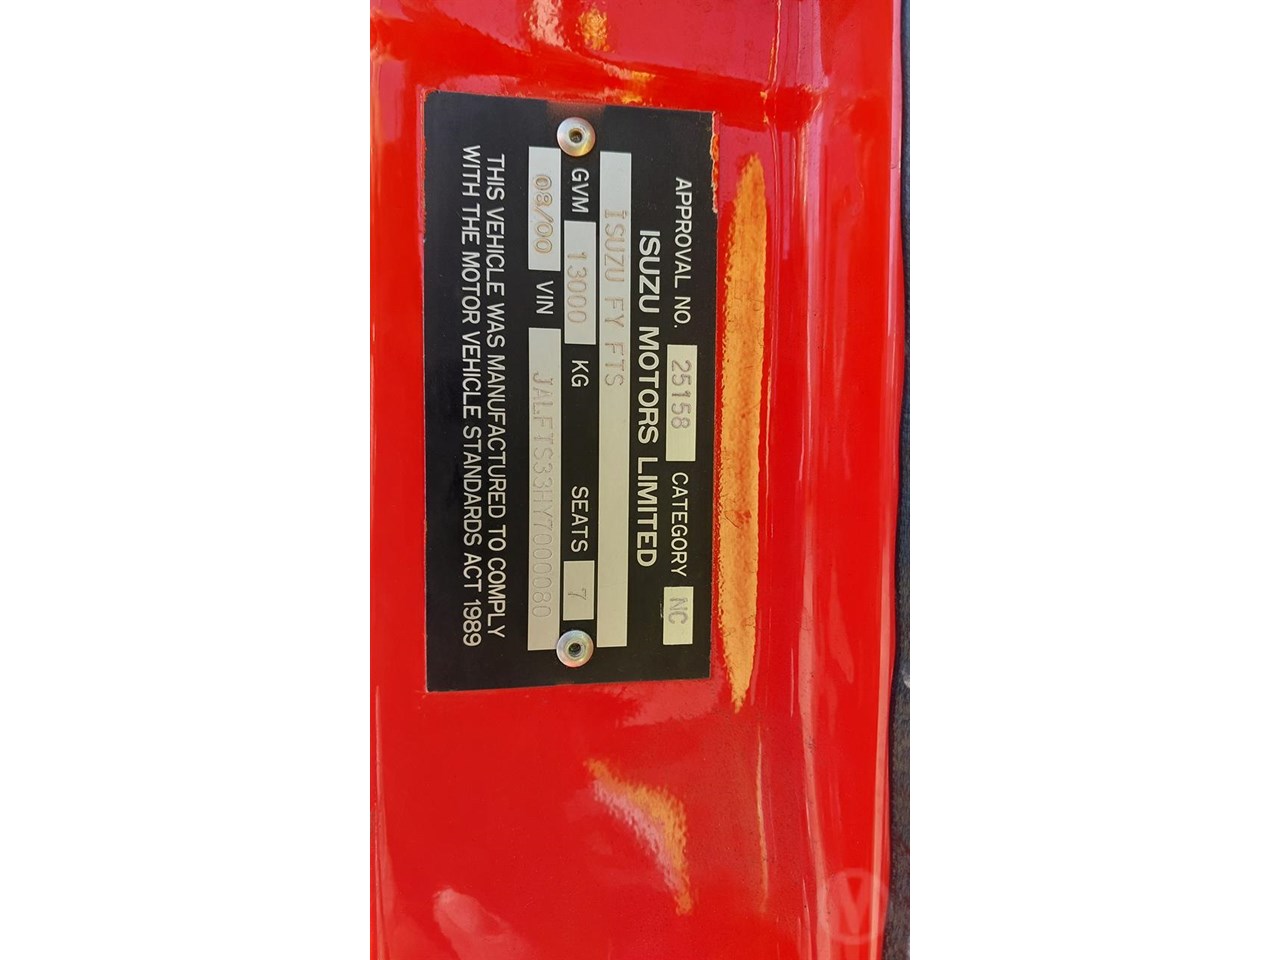 APPROVAL NO. 25158 CATEGORY NC
ISUZU MOTORS LIMITED
ISUZU FY FTS
GVM 13000 KG SEATS 7
08/00 VIN JALFTS33HY7000080
THIS VEHICLE WAS MANUFACTURED TO COMPLY
WITH THE MOTOR VEHICLE STANDARDS ACT 1989